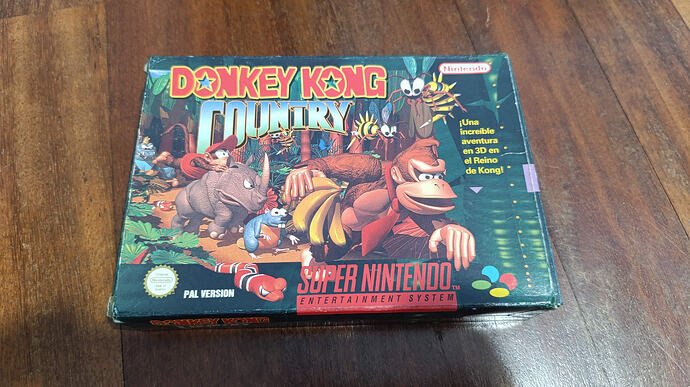 DONKEY KONG
COUNTRY
Nintendo
¡Una
increíble
aventura
en 3D en
el Reino
de Kong!
PAL VERSION
SUPER NINTENDO
TM
ENTERTAINMENT SYSTEM
DONKEY KONG